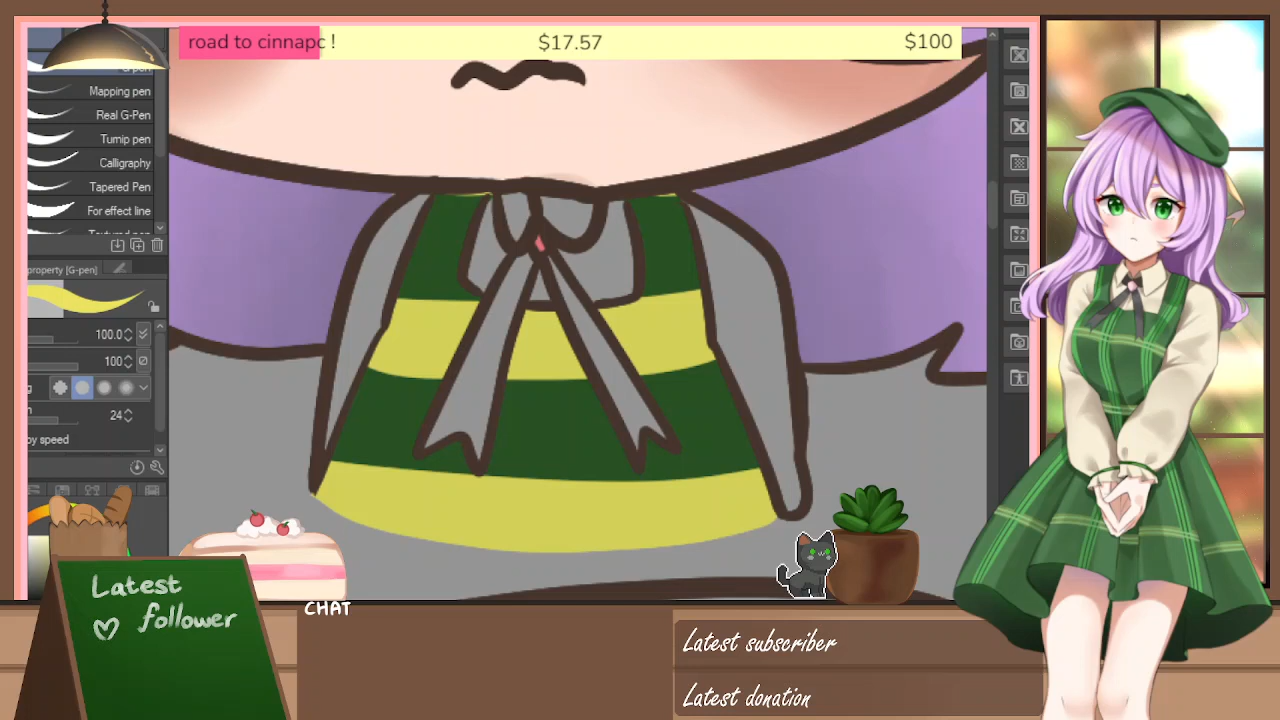 road to cinnapc !
$17.57
$100
Mapping pen
Real G-Pen
Turnip pen
Calligraphy
Tapered Pen
For effect line
property [G-pen]
100.0
100
24
by speed
Latest
follower
CHAT
Latest subscriber
Latest donation